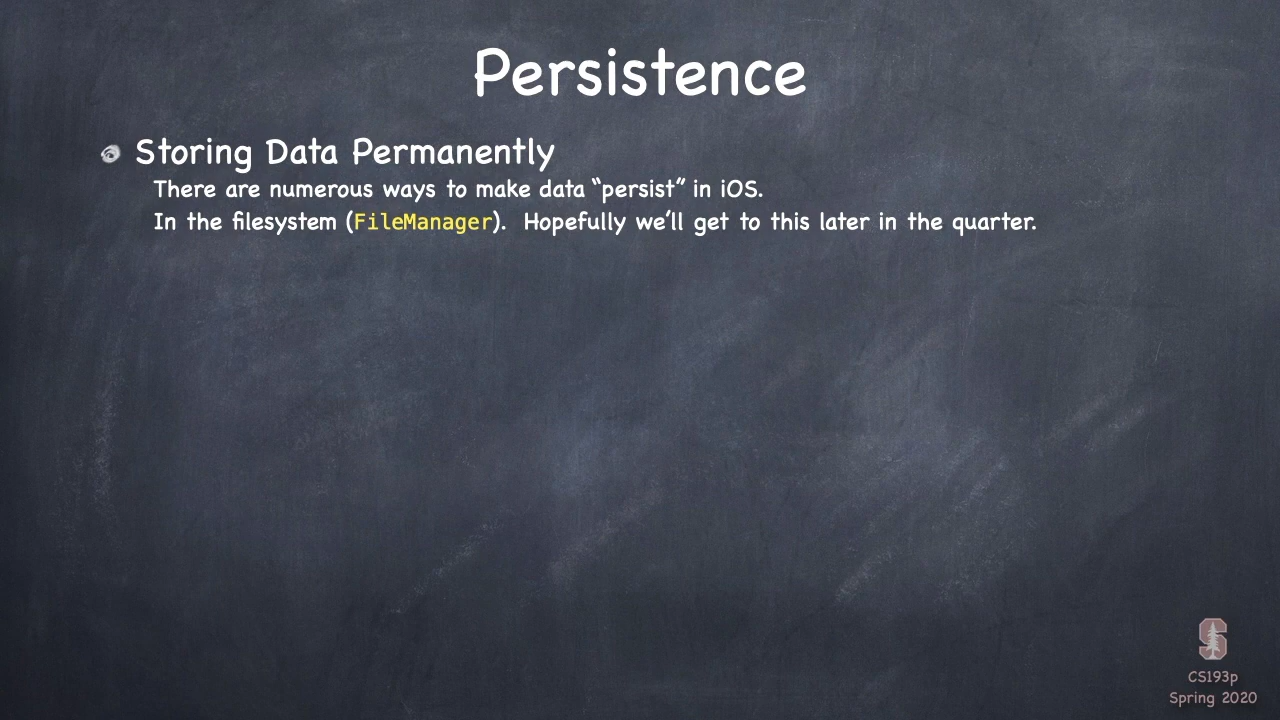 Persistence
Storing Data Permanently
There are numerous ways to make data “persist” in iOS.
In the filesystem (FileManager).  Hopefully we’ll get to this later in the quarter.
S
CS193p
Spring 2020